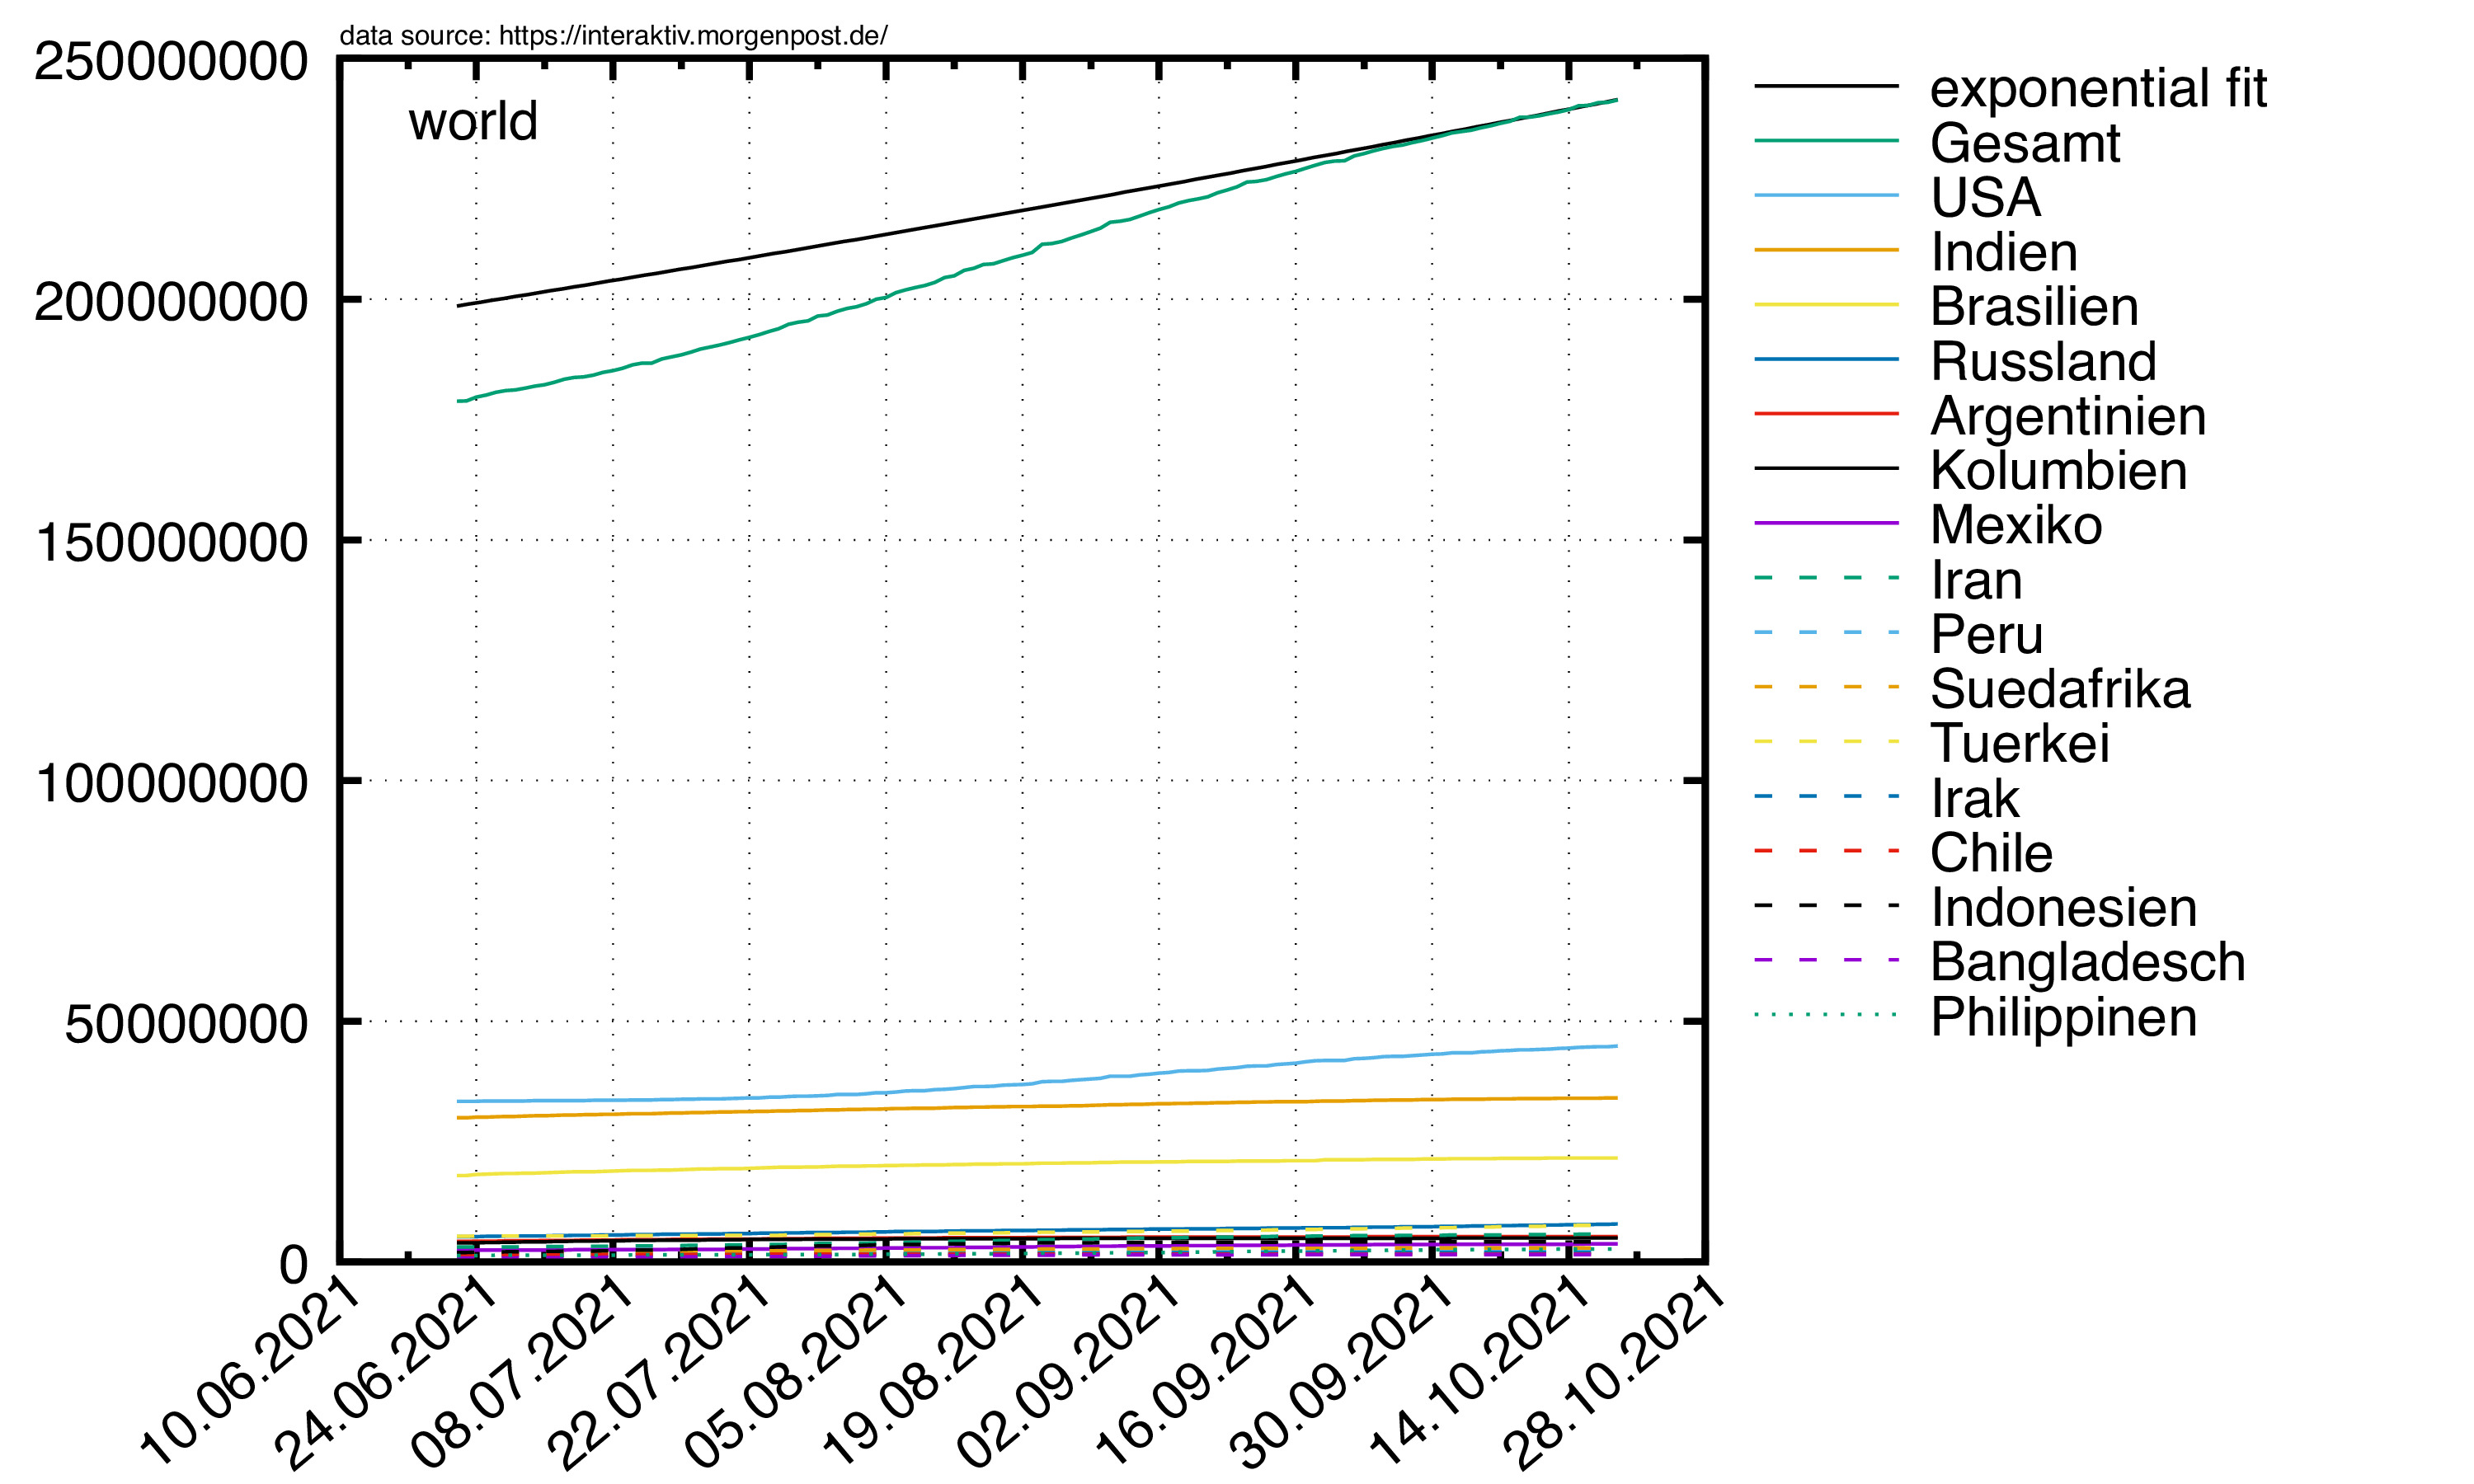 data source: https://interaktiv.morgenpost.de/
world
250000000
200000000
150000000
100000000
50000000
0
10.06.2021
24.06.2021
08.07.2021
22.07.2021
05.08.2021
19.08.2021
02.09.2021
16.09.2021
30.09.2021
14.10.2021
28.10.2021
exponential fit
Gesamt
USA
Indien
Brasilien
Russland
Argentinien
Kolumbien
Mexiko
Iran
Peru
Suedafrika
Tuerkei
Irak
Chile
Indonesien
Bangladesch
Philippinen